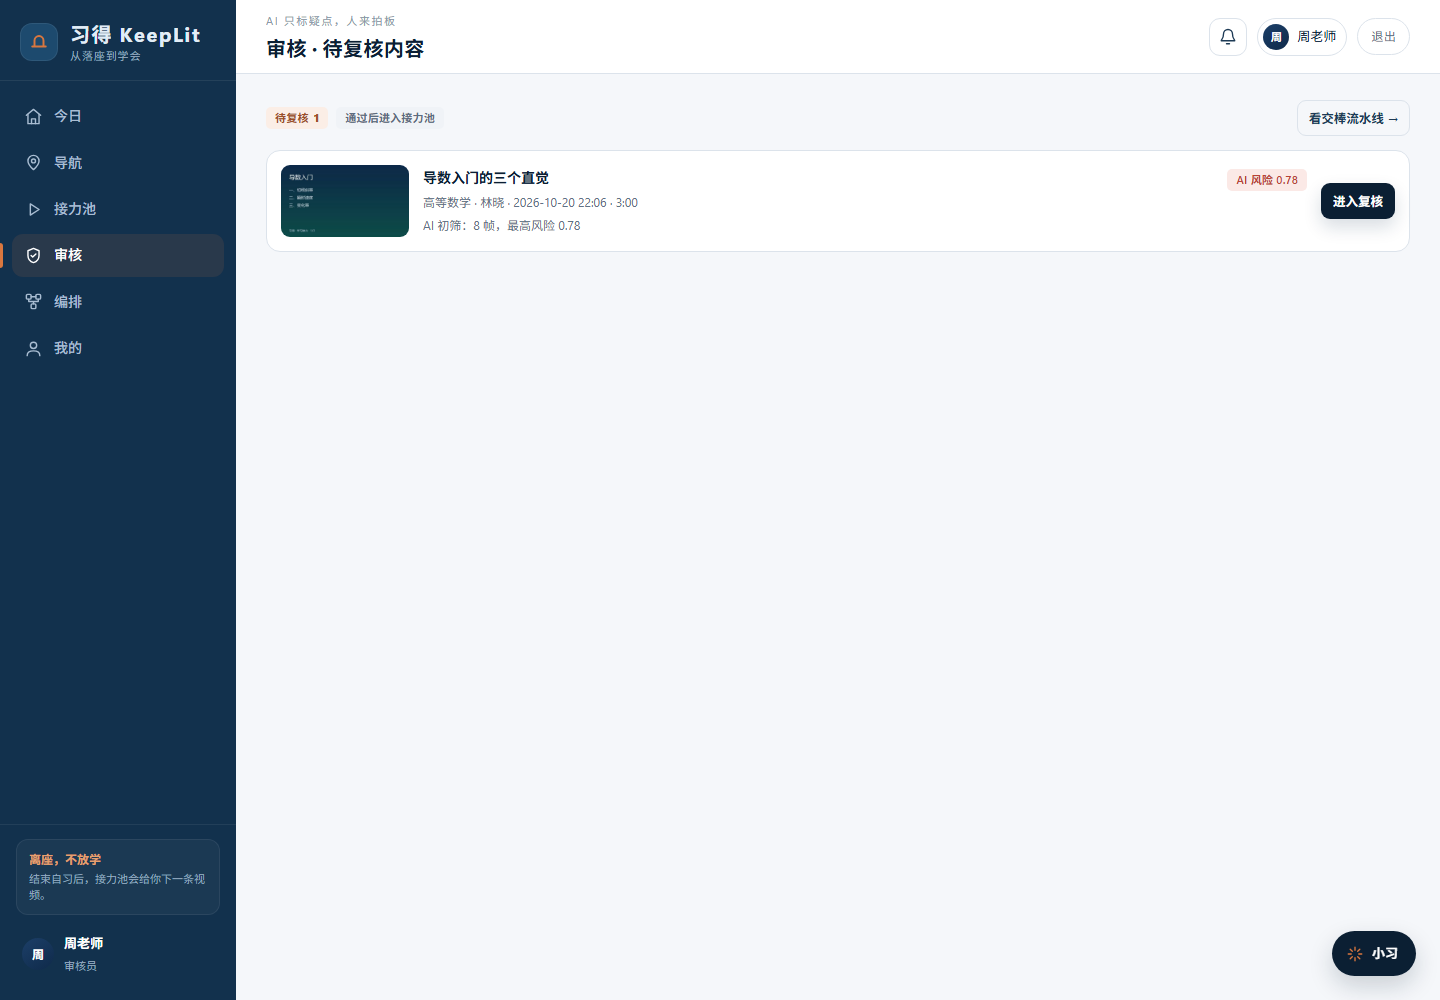 习得 KeepLit
从落座到学会
今日
导航
接力池
审核
编排
我的
离座，不放学
结束自习后，接力池会给你下一条视
频。
周
周老师
审核员
AI 只标疑点，人来拍板
审核 · 待复核内容
周
周老师
退出
待复核 1
通过后进入接力池
看交棒流水线 →
导数入门
导数入门的三个直觉
高等数学 · 林晓 · 2026-10-20 22:06 · 3:00
AI 初筛：8 帧，最高风险 0.78
AI 风险 0.78
进入复核
小习